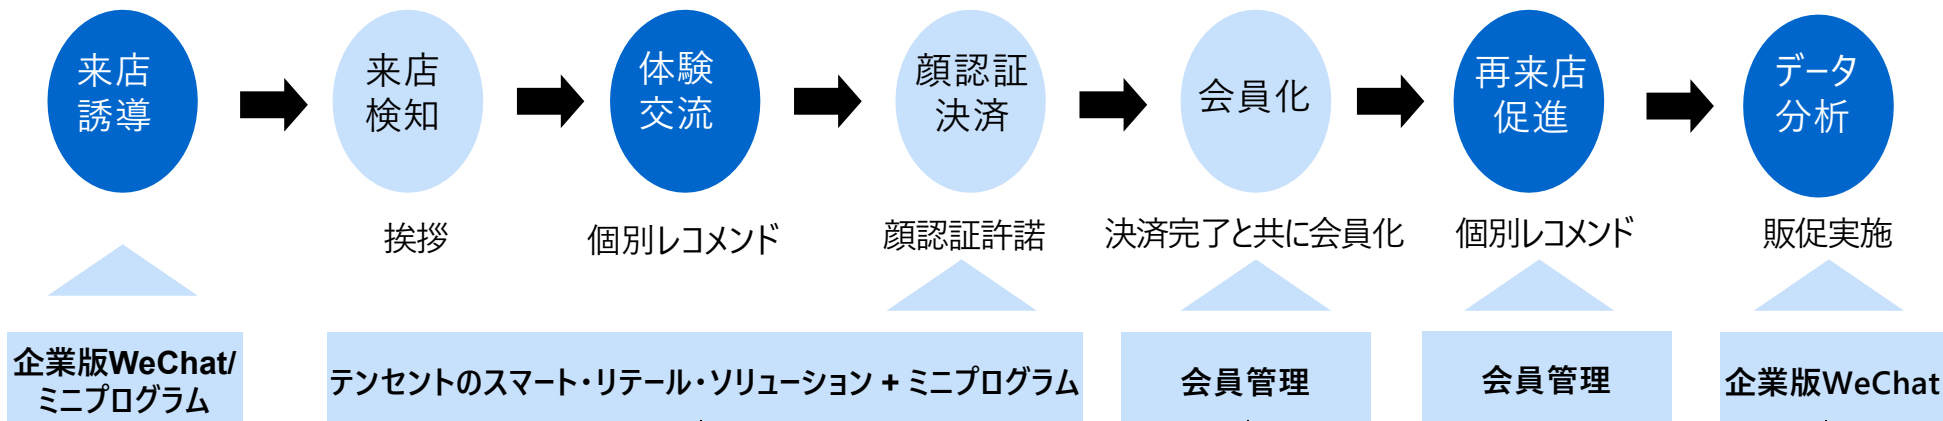 来店
誘導
来店
検知
体験
交流
顔認証
決済
会員化
再来店
促進
データ
分析
挨拶
個別レコメンド
顔認証許諾
決済完了と共に会員化
個別レコメンド
販促実施
企業版WeChat/
ミニプログラム
テンセントのスマート・リテール・ソリューション + ミニプログラム
会員管理
会員管理
企業版WeChat